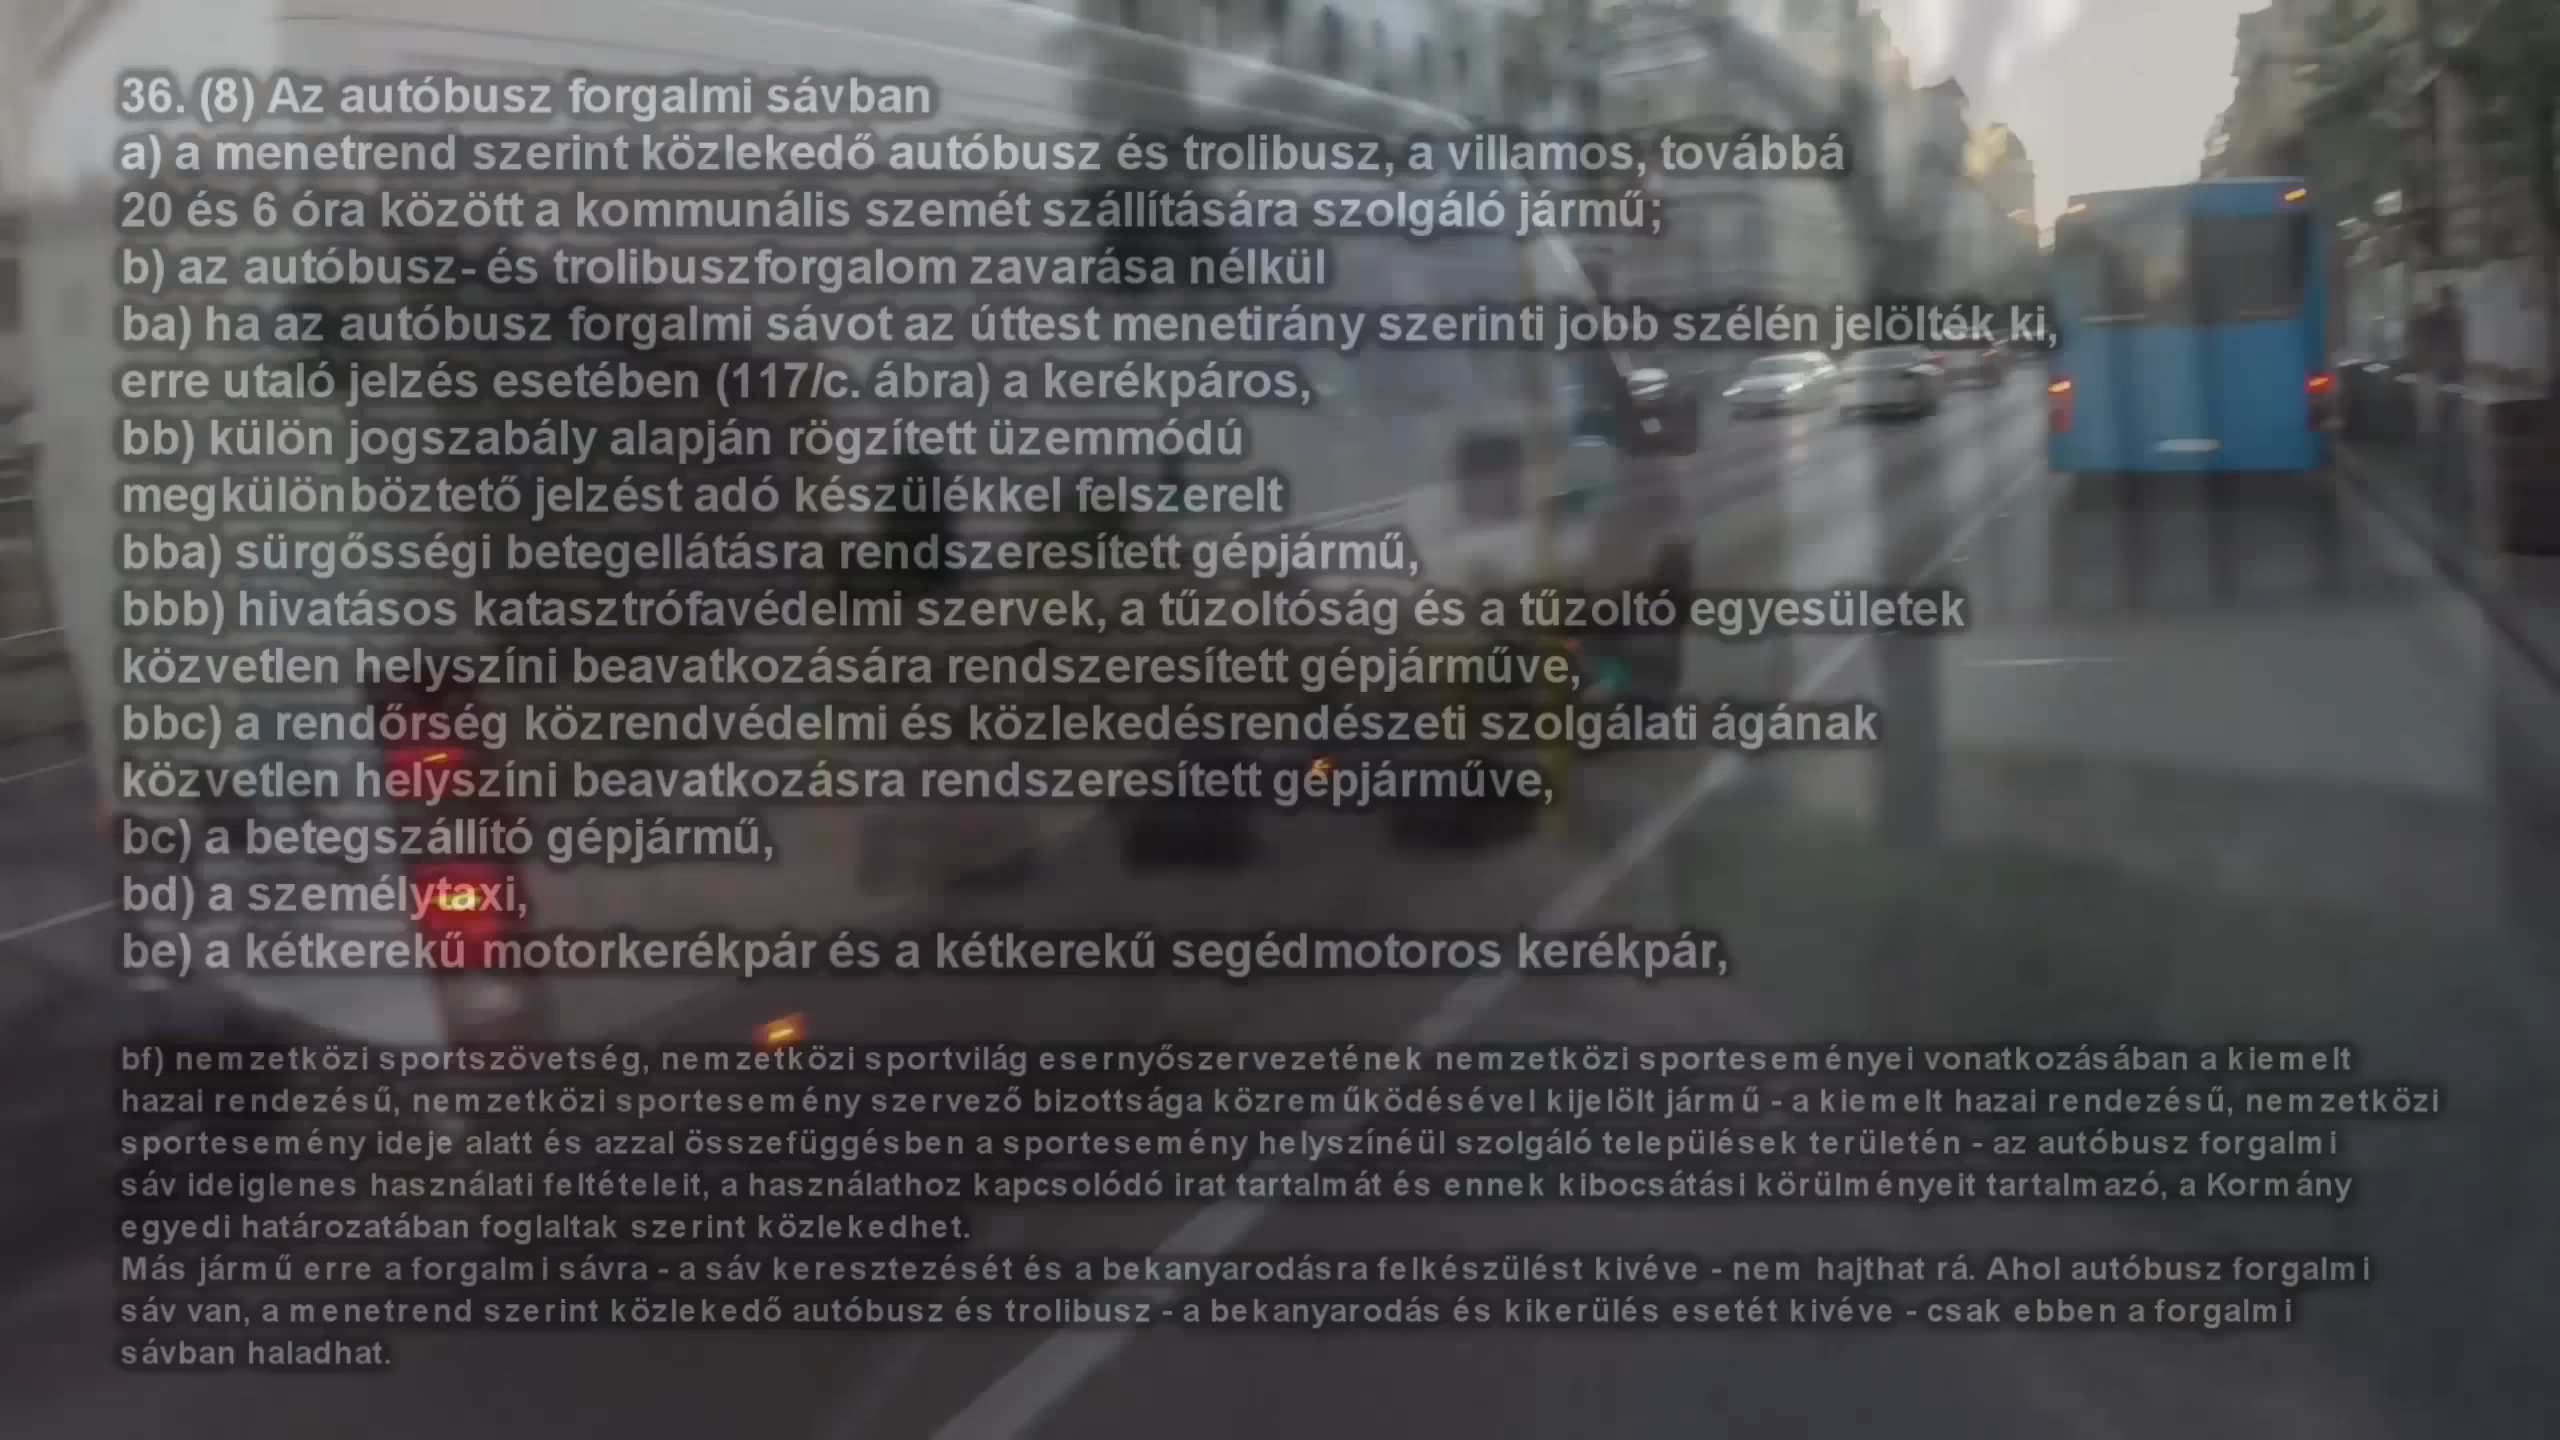 36. (8) Az autóbusz forgalmi sávban
a) a menetrend szerint közlekedő autóbusz és trolibusz, a villamos, továbbá
20 és 6 óra között a kommunális szemét szállítására szolgáló jármű;
b) az autóbusz- és trolibuszforgalom zavarása nélkül
ba) ha az autóbusz forgalmi sávot az úttest menetirány szerinti jobb szélén jelölték ki,
erre utaló jelzés esetében (117/c. ábra) a kerékpáros,
bb) külön jogszabály alapján rögzített üzemmódú
megkülönböztető jelzést adó készülékkel felszerelt
bba) sürgősségi betegellátásra rendszeresített gépjármű,
bbb) hivatásos katasztrófavédelmi szervek, a tűzoltóság és a tűzoltó egyesületek
közvetlen helyszíni beavatkozására rendszeresített gépjárműve,
bbc) a rendőrség közrendvédelmi és közlekedésrendészeti szolgálati ágának
közvetlen helyszíni beavatkozásra rendszeresített gépjárműve,
bc) a betegszállító gépjármű,
bd) a személytaxi,
be) a kétkerekű motorkerékpár és a kétkerekű segédmotoros kerékpár,
bf) nemzetközi sportszövetség, nemzetközi sportvilág esernyőszervezetének nemzetközi sporteseményei vonatkozásában a kiemelt
hazai rendezésű, nemzetközi sportesemény szervező bizottsága közreműködésével kijelölt jármű - a kiemelt hazai rendezésű, nemzetközi
sportesemény ideje alatt és azzal összefüggésben a sportesemény helyszínéül szolgáló települések területén - az autóbusz forgalmi
sáv ideiglenes használati feltételeit, a használathoz kapcsolódó irat tartalmát és ennek kibocsátási körülményeit tartalmazó, a Kormány
egyedi határozatában foglaltak szerint közlekedhet.
Más jármű erre a forgalmi sávra - a sáv keresztezését és a bekanyarodásra felkészülést kivéve - nem hajthat rá. Ahol autóbusz forgalmi
sáv van, a menetrend szerint közlekedő autóbusz és trolibusz - a bekanyarodás és kikerülés esetét kivéve - csak ebben a forgalmi
sávban haladhat.